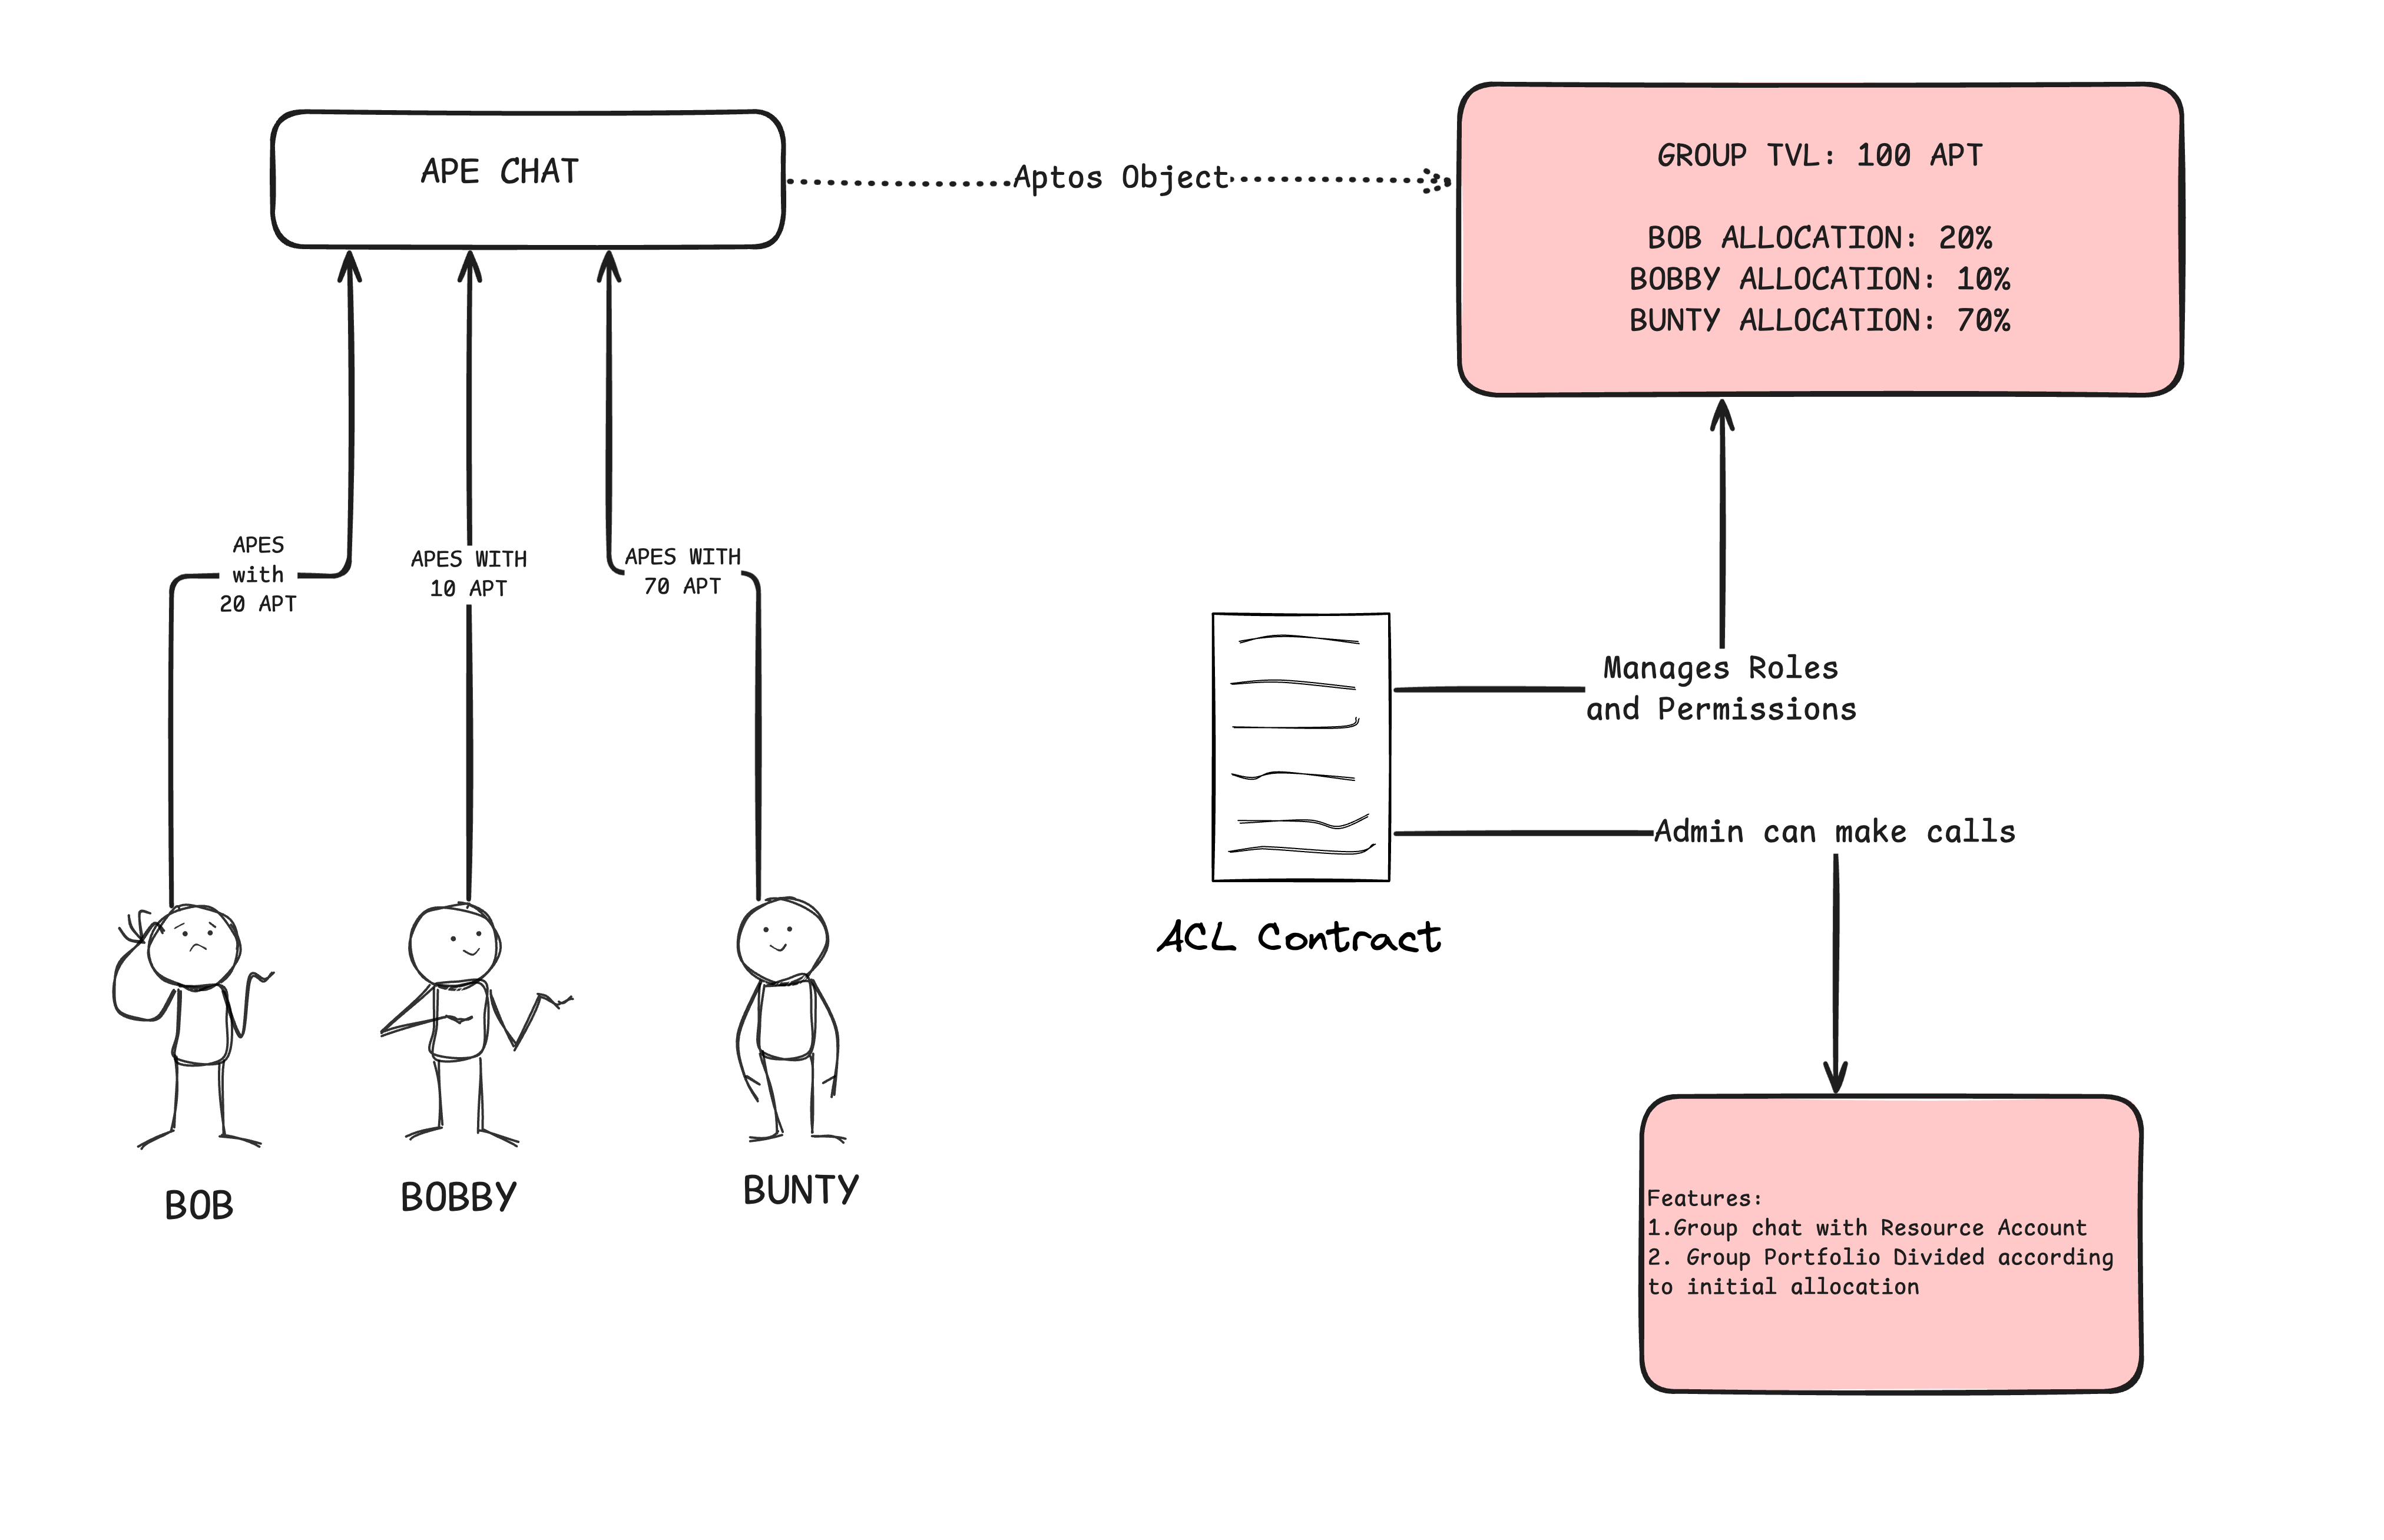 APE CHAT
Aptos Object
GROUP TVL: 100 APT
BOB ALLOCATION: 20%
BOBBY ALLOCATION: 10%
BUNTY ALLOCATION: 70%
APES
with
20 APT
APES WITH
10 APT
APES WITH
70 APT
Manages Roles
and Permissions
Admin can make calls
ACL Contract
BOB
BOBBY
BUNTY
Features:
1.Group chat with Resource Account
2. Group Portfolio Divided according
to initial allocation